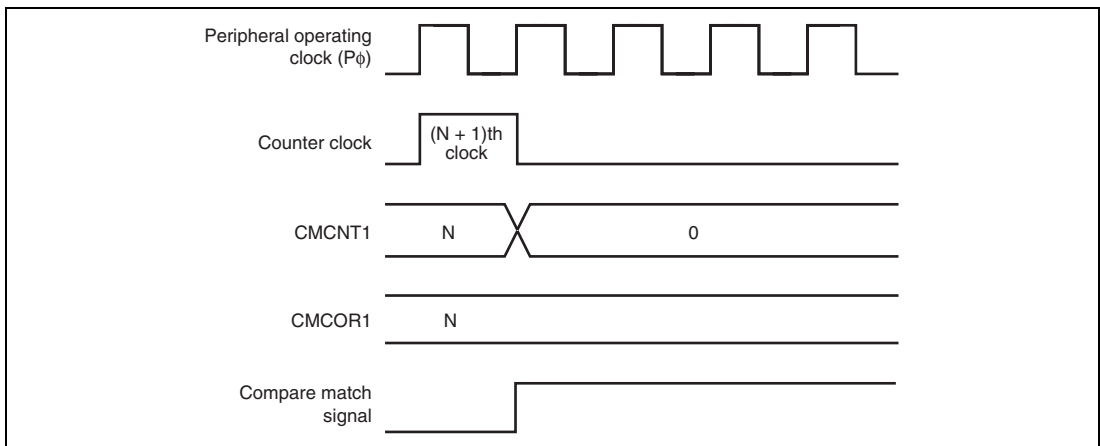 Peripheral operating
clock (Pϕ)
Counter clock
(N + 1)th
clock
CMCNT1
N
0
CMCOR1
N
Compare match
signal